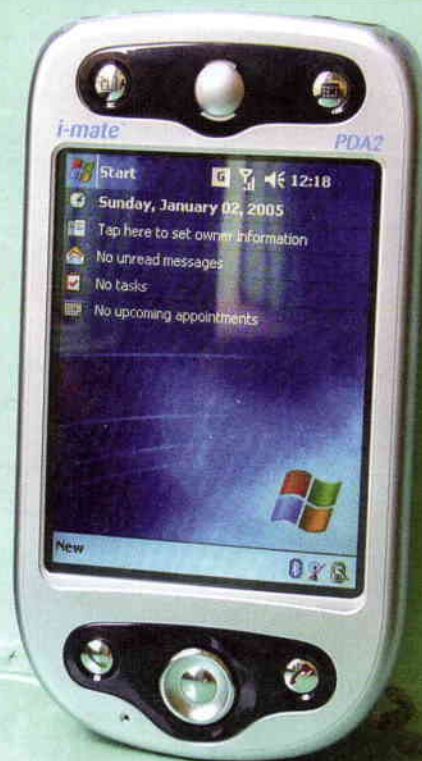 i-mate
PDA2
Start
G
12:18
Sunday, January 02, 2005
Tap here to set owner information
No unread messages
No tasks
No upcoming appointments
New